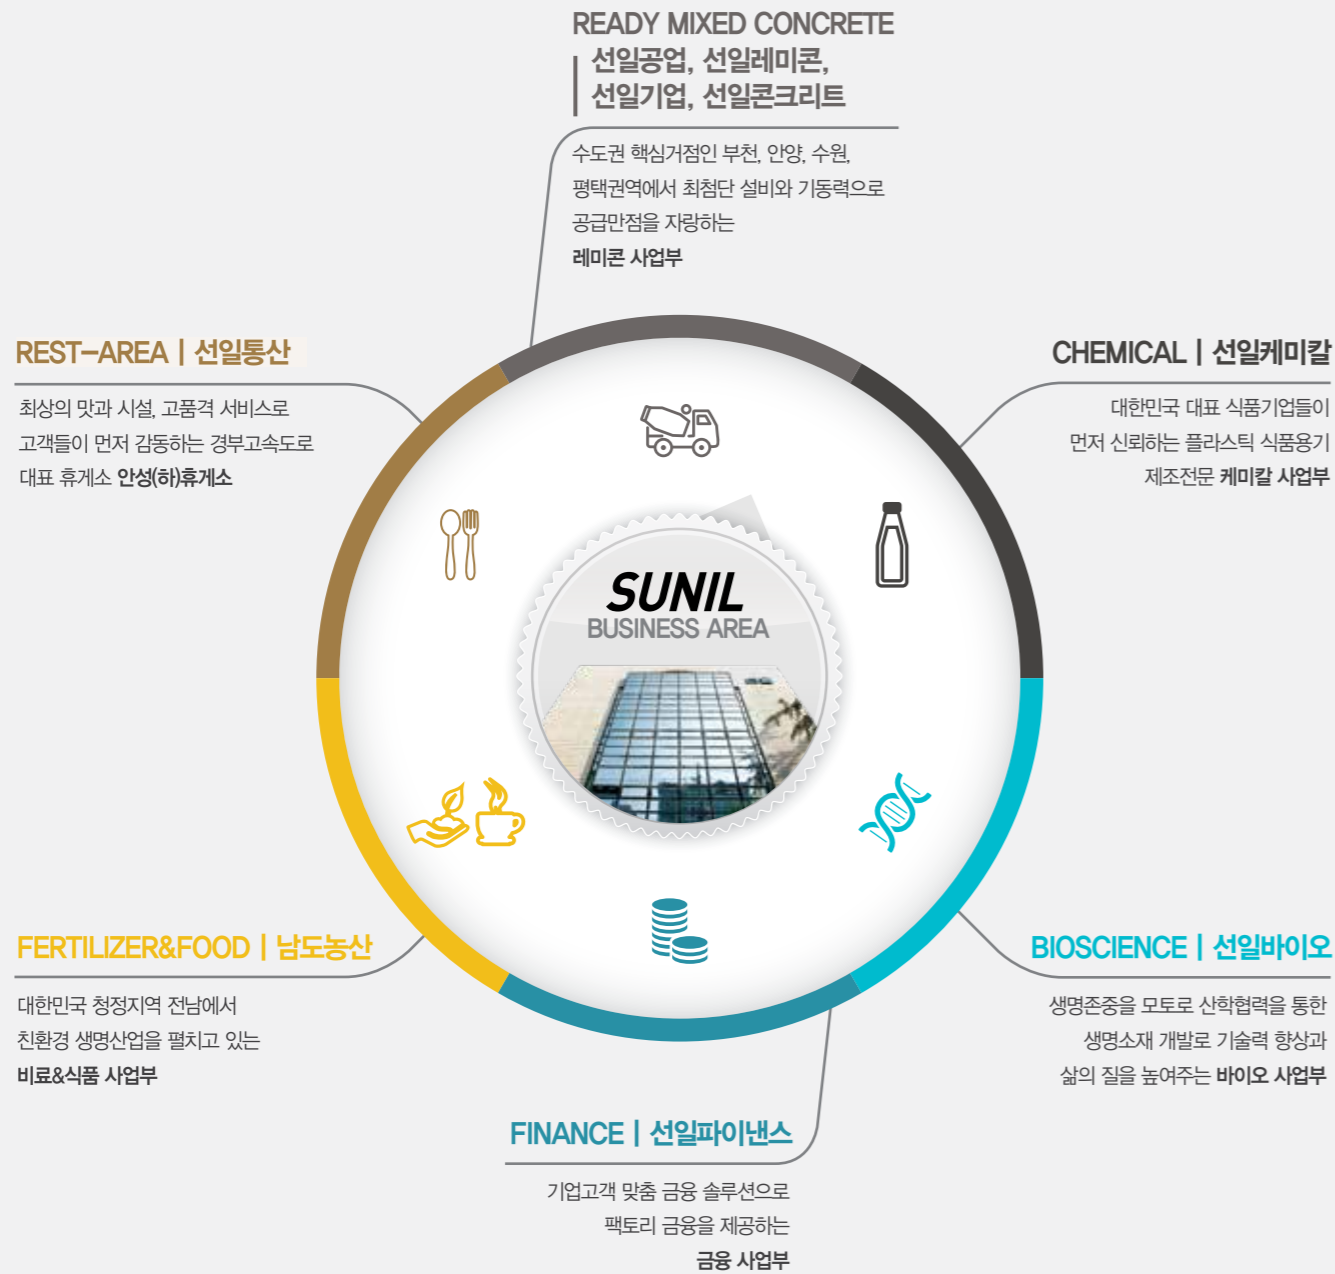 READY MIXED CONCRETE
선일공업, 선일레미콘,
선일기업, 선일콘크리트
수도권 핵심거점인 부천, 안양, 수원,
평택권역에서 최첨단 설비와 기동력으로
공급만점을 자랑하는
레미콘 사업부
REST-AREA | 선일통산
최상의 맛과 시설, 고품격 서비스로
고객들이 먼저 감동하는 경부고속도로
대표 휴게소 안성(하)휴게소
CHEMICAL | 선일케미칼
대한민국 대표 식품기업들이
먼저 신뢰하는 플라스틱 식품용기
제조전문 케미칼 사업부
SUNIL
BUSINESS AREA
FERTILIZER&FOOD | 남도농산
대한민국 청정지역 전남에서
친환경 생명산업을 펼치고 있는
비료&식품 사업부
BIOSCIENCE | 선일바이오
생명존중을 모토로 산학협력을 통한
생명소재 개발로 기술력 향상과
삶의 질을 높여주는 바이오 사업부
FINANCE | 선일파이낸스
기업고객 맞춤 금융 솔루션으로
팩토리 금융을 제공하는
금융 사업부